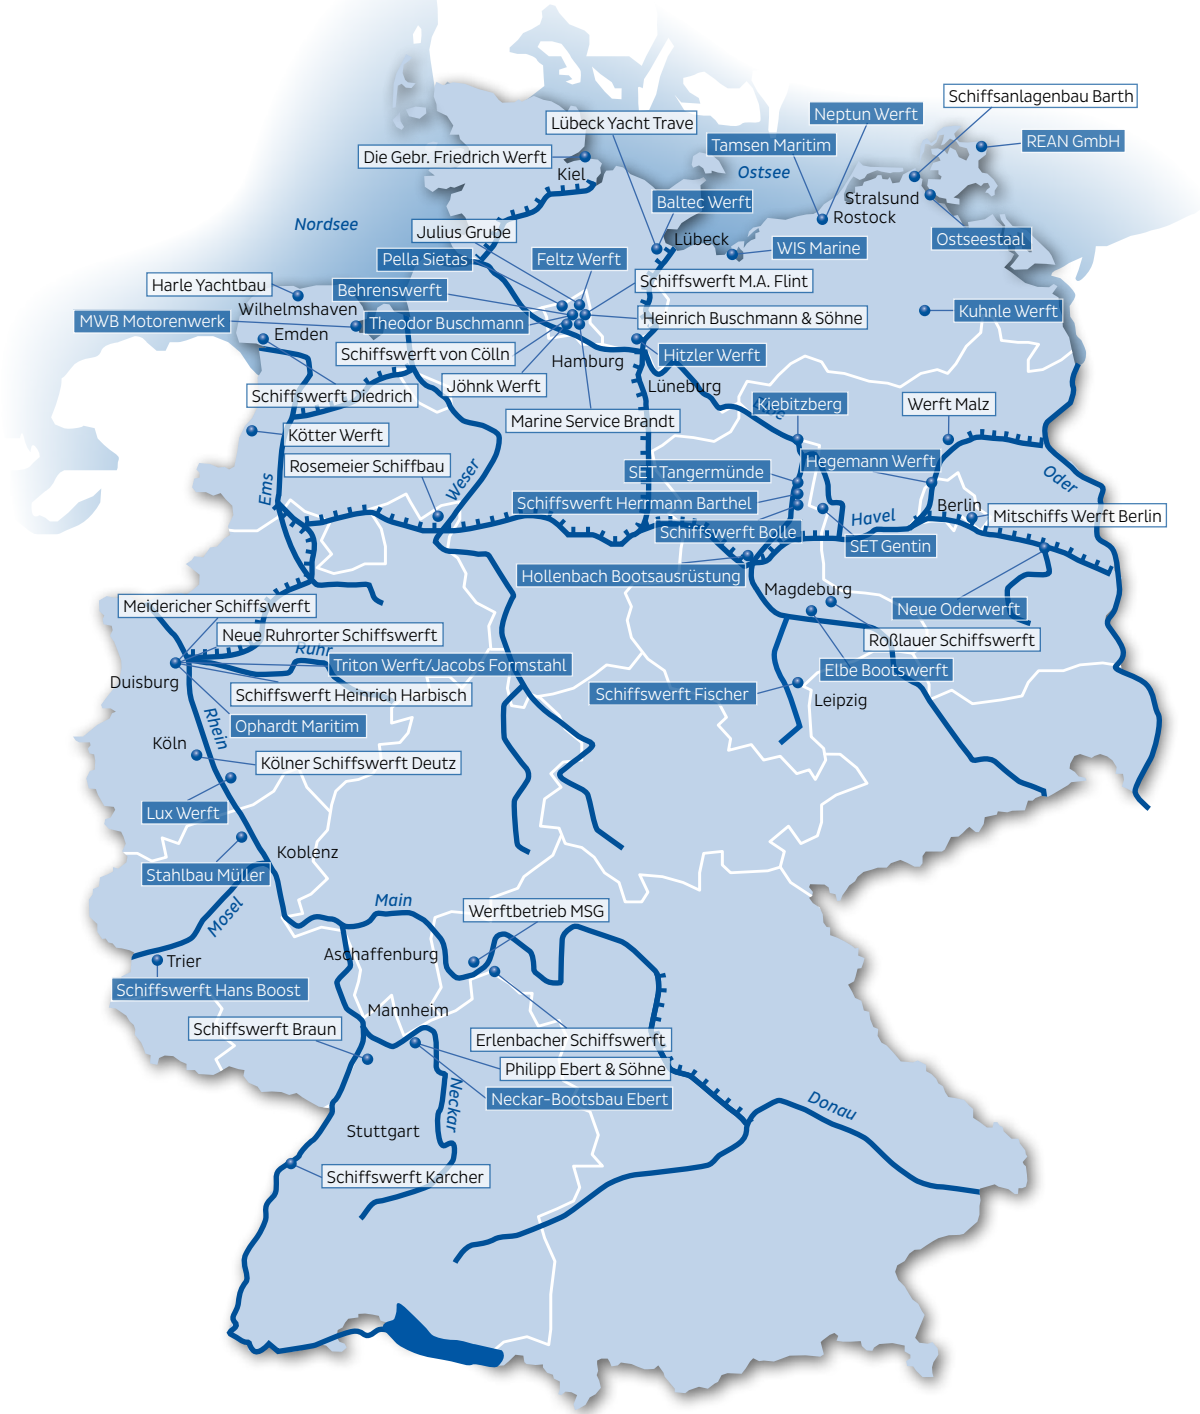 Schiffsanlagenbau Barth
Neptun Werft
Lübeck Yacht Trave
REAN GmbH
Tamsen Maritim
Die Gebr. Friedrich Werft
Kiel
Ostsee
Stralsund
Baltec Werft
Rostock
Nordsee
Julius Grube
Lübeck
Ostseestaal
WIS Marine
Pella Sietas
Feltz Werft
Harle Yachtbau
Schiffswerft M.A. Flint
Behrenswerft
Wilhelmshaven
Kuhnle Werft
MWB Motorenwerk
Theodor Buschmann
Heinrich Buschmann & Söhne
Emden
Schiffswerft von Cölln
Hamburg
Hitzler Werft
Jöhnk Werft
Lüneburg
Schiffswerft Diedrich
Kiebitzberg
Werft Malz
Marine Service Brandt
Kötter Werft
Rosemeier Schiffbau
Hegemann Werft
Weser
SET Tangermünde
Oder
Ems
Schiffswerft Herrmann Barthel
Berlin
Mitschiffs Werft Berlin
Havel
Schiffswerft Bolle
SET Gentin
Hollenbach Bootsausrüstung
Magdeburg
Meidericher Schiffswerft
Neue Oderwerft
Neue Ruhrorter Schiffswerft
Roßlauer Schiffswerft
Ruhr
Triton Werft/Jacobs Formstahl
Elbe Bootswerft
Duisburg
Schiffswerft Heinrich Harbisch
Schiffswerft Fischer
Leipzig
Ophardt Maritim
Rhein
Köln
Kölner Schiffswerft Deutz
Lux Werft
Koblenz
Stahlbau Müller
Main
Mosel
Werftbetrieb MSG
Aschaffenburg
Trier
Schiffswerft Hans Boost
Mannheim
Schiffswerft Braun
Erlenbacher Schiffswerft
Philipp Ebert & Söhne
Neckar-Bootsbau Ebert
Neckar
Donau
Stuttgart
Schiffswerft Karcher